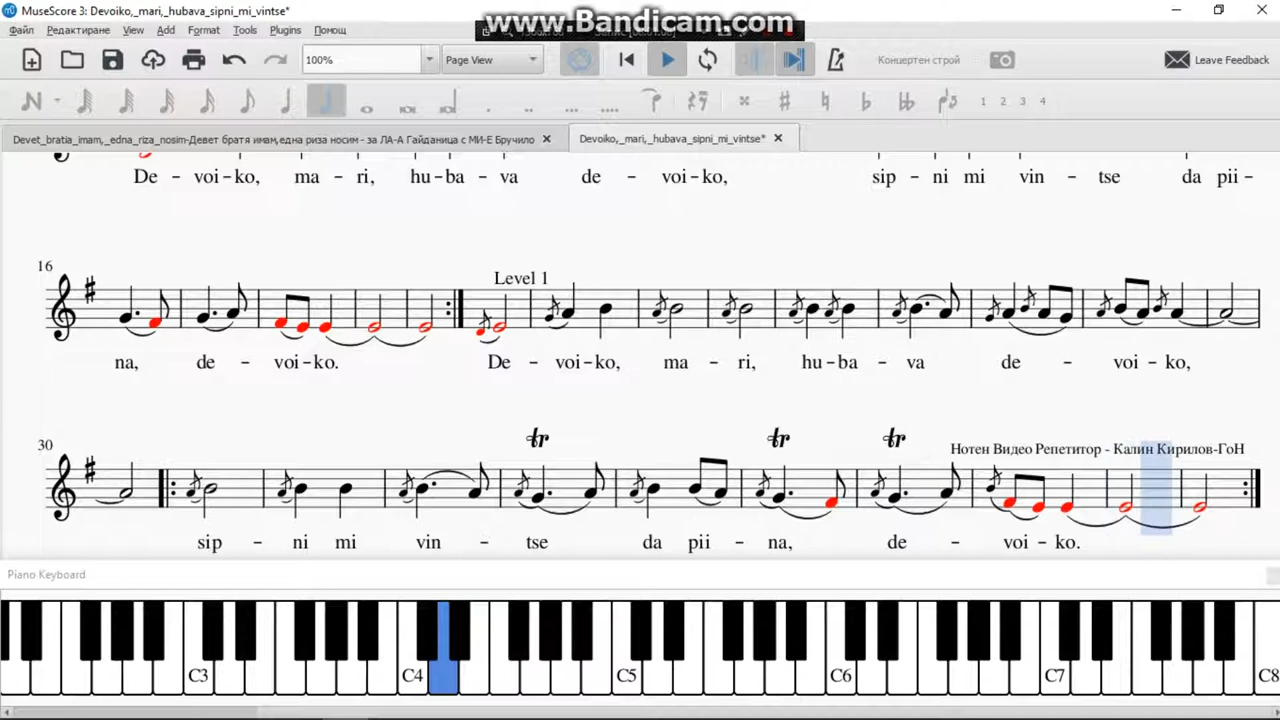 MuseScore 3: Devoiko,_mari,_hubava_sipni_mi_vintse*
www.Bandicam.com
Файл Редактиране View Add Format Tools Plugins Помощ
100% Page View Концертен строй Leave Feedback
1 2 3 4
Devet_bratia_imam,_edna_riza_nosim-Девет братя имам,една риза носим - за ЛА-А Гайданица с МИ-Е Бручило Devoiko,_mari,_hubava_sipni_mi_vintse*
De - voi-ko, ma - ri, hu-ba - va de - voi-ko, sip - ni mi vin - tse da pii-
16
Level 1
na, de - voi-ko. De - voi-ko, ma - ri, hu-ba - va de - voi - ko,
30
tr tr tr
Нотен Видео Репетитор - Калин Кирилов-ГоН
sip - ni mi vin - tse da pii - na, de - voi - ko.
Piano Keyboard
C3 C4 C5 C6 C7 C8